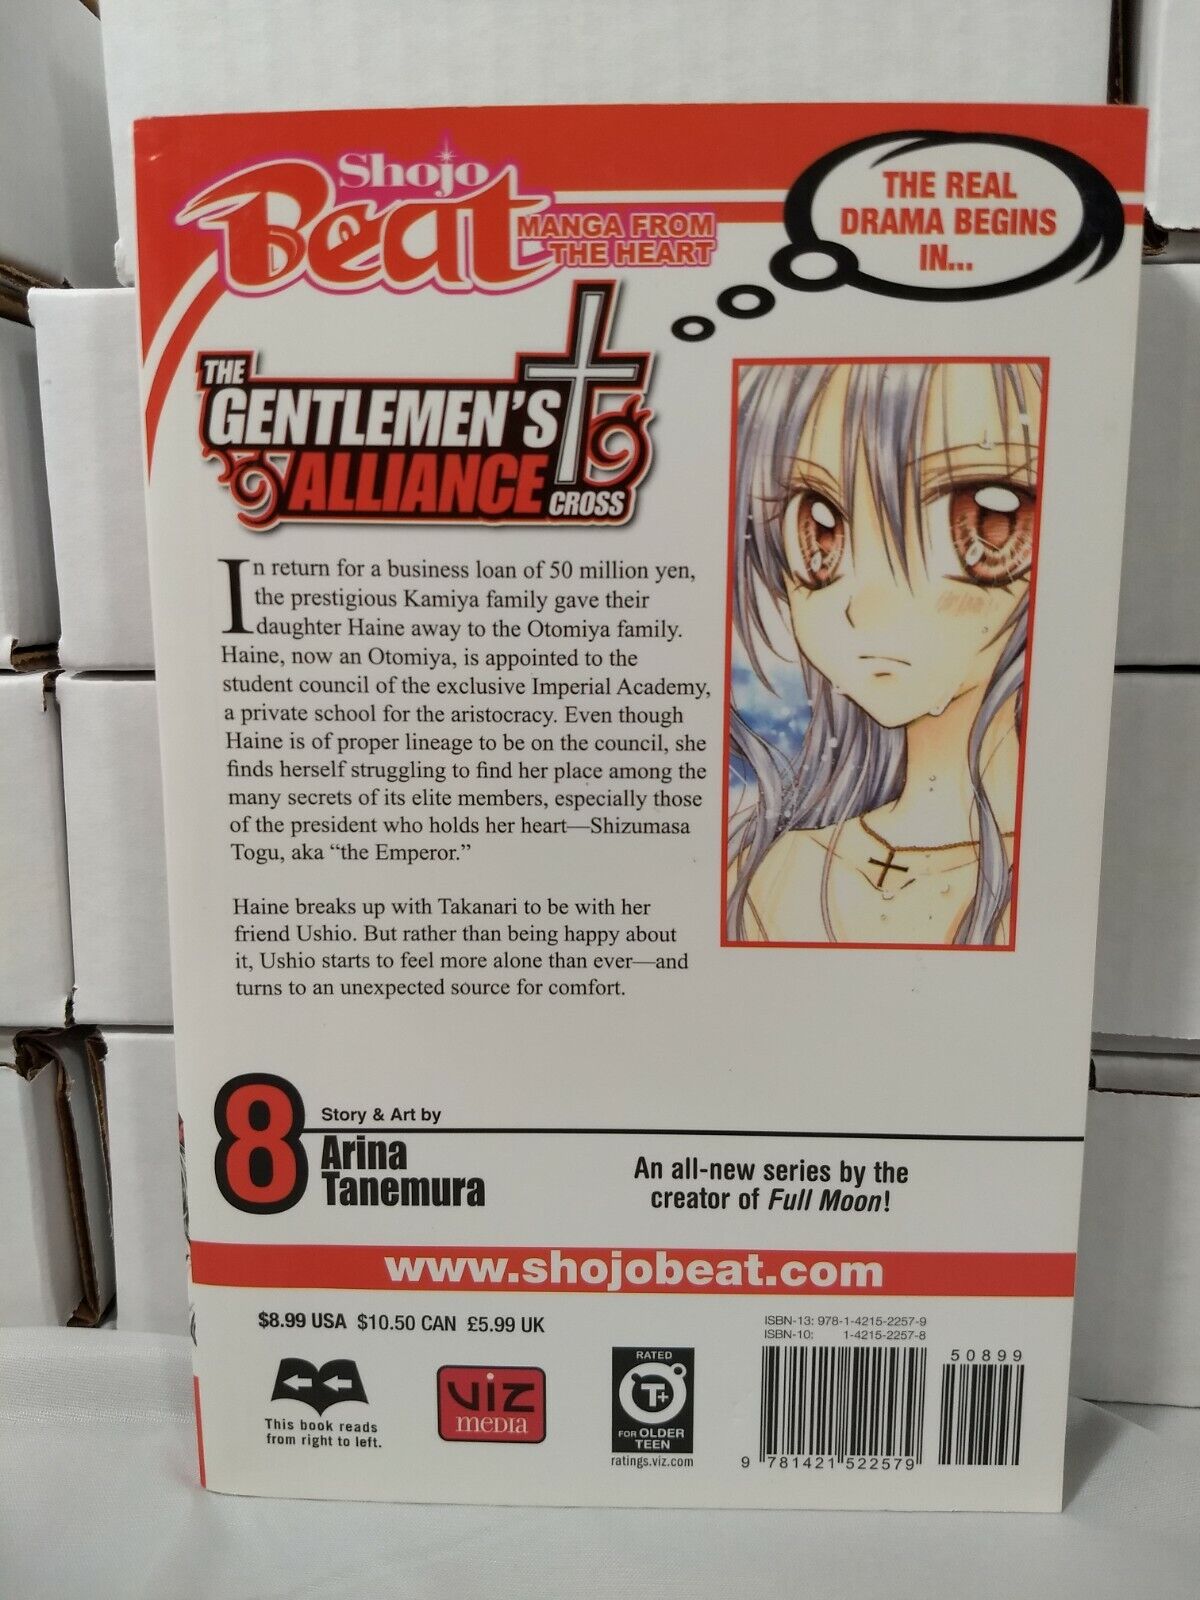 Shojo
Beat
MANGA FROM
THE HEART
THE REAL
DRAMA BEGINS
IN...
THE
GENTLEMEN'S
ALLIANCE
CROSS
In return for a business loan of 50 million yen,
the prestigious Kamiya family gave their
daughter Haine away to the Otomiya family.
Haine, now an Otomiya, is appointed to the
student council of the exclusive Imperial Academy,
a private school for the aristocracy. Even though
Haine is of proper lineage to be on the council, she
finds herself struggling to find her place among the
many secrets of its elite members, especially those
of the president who holds her heart—Shizumasa
Togu, aka “the Emperor.”
Haine breaks up with Takanari to be with her
friend Ushio. But rather than being happy about
it, Ushio starts to feel more alone than ever—and
turns to an unexpected source for comfort.
8
Story & Art by
Arina
Tanemura
An all-new series by the
creator of Full Moon!
www.shojobeat.com
$8.99 USA $10.50 CAN £5.99 UK
This book reads
from right to left.
VIZ
MEDIA
RATED
T+
FOR OLDER
TEEN
ratings.viz.com
ISBN-13: 978-1-4215-2257-9
ISBN-10: 1-4215-2257-8
50899
9 781421 522579